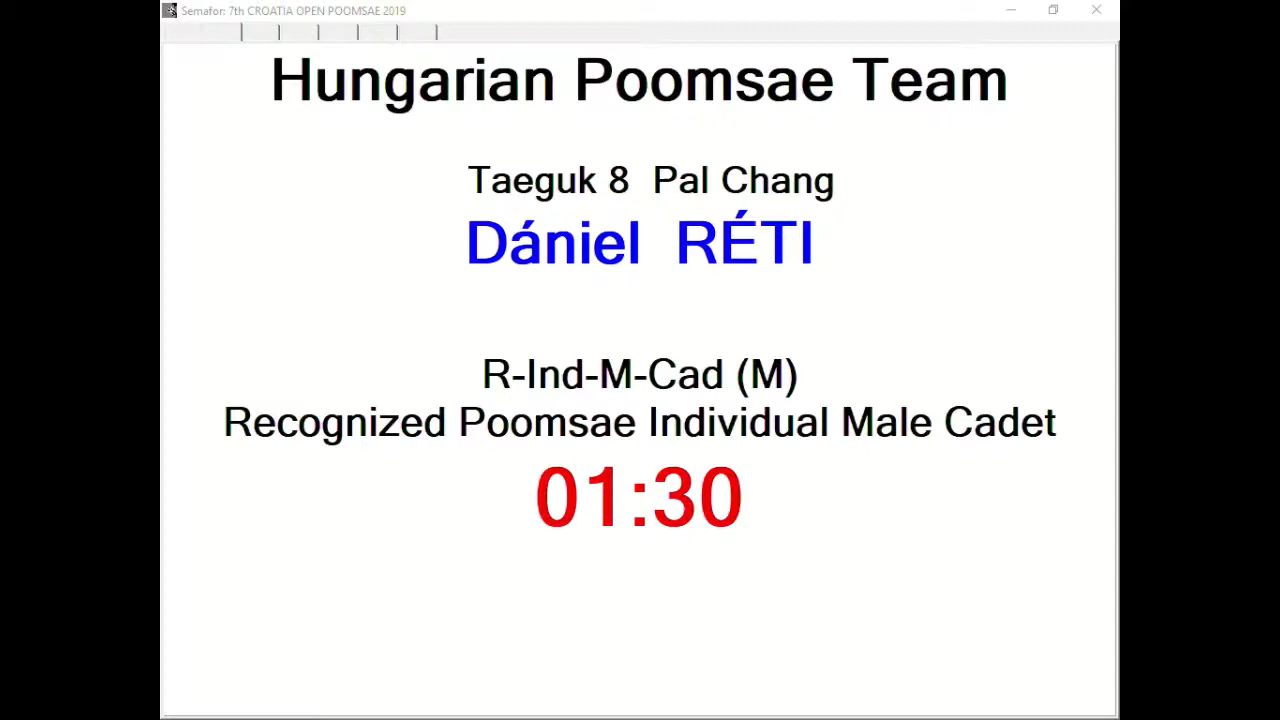 Semafor: 7th CROATIA OPEN POOMSAE 2019
Hungarian Poomsae Team
Taeguk 8 Pal Chang
Dániel RÉTI
R-Ind-M-Cad (M)
Recognized Poomsae Individual Male Cadet
01:30